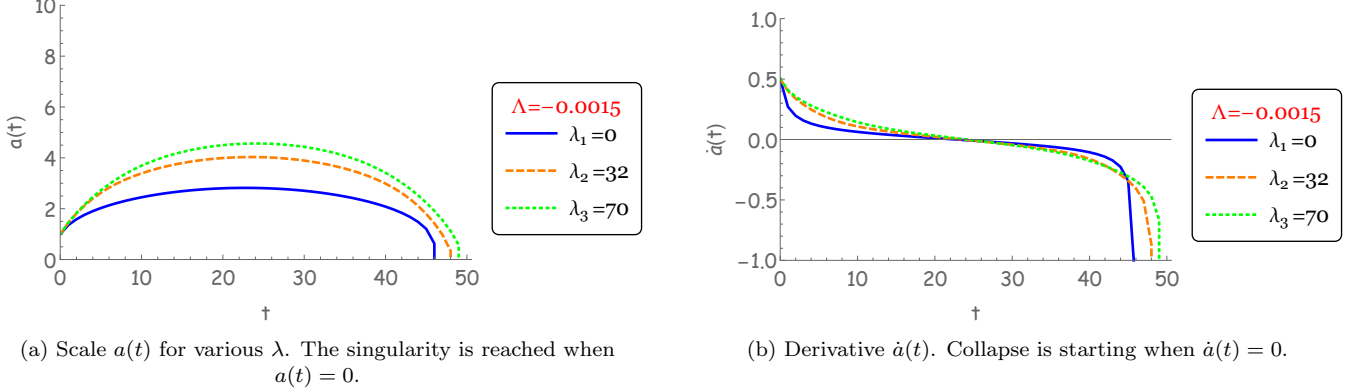 10
8
6
4
2
0
a(t)
0 10 20 30 40 50
t
Λ=−0.0015
λ₁=0
λ₂=32
λ₃=70
(a) Scale a(t) for various λ. The singularity is reached when
a(t) = 0.
1.0
0.5
0.0
−0.5
−1.0
ȧ(t)
0 10 20 30 40 50
t
Λ=−0.0015
λ₁=0
λ₂=32
λ₃=70
(b) Derivative ȧ(t). Collapse is starting when ȧ(t) = 0.